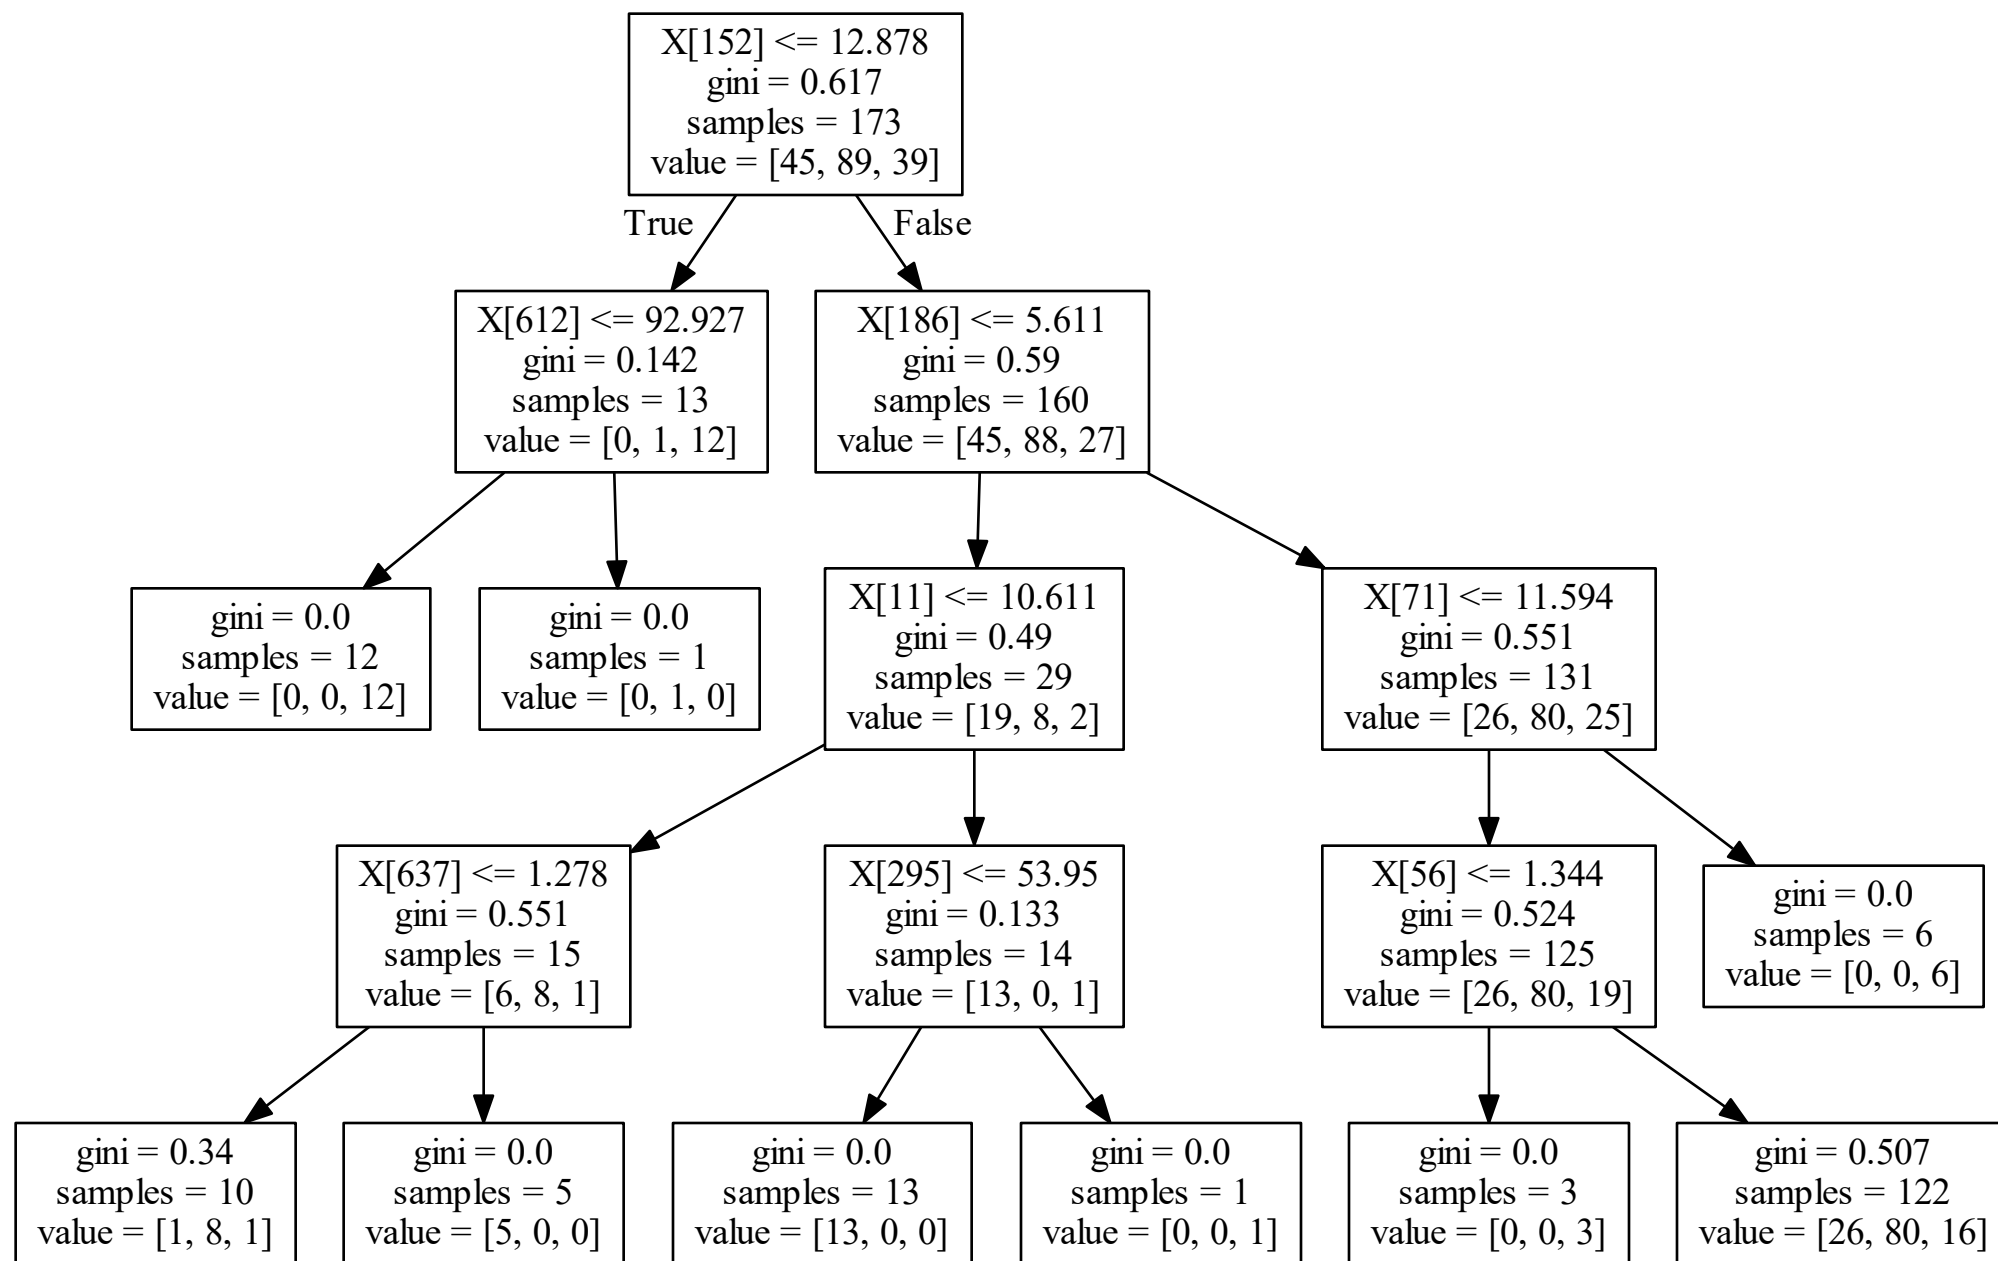 X[152] <= 12.878
gini = 0.617
samples = 173
value = [45, 89, 39]
True
False
X[612] <= 92.927
gini = 0.142
samples = 13
value = [0, 1, 12]
X[186] <= 5.611
gini = 0.59
samples = 160
value = [45, 88, 27]
gini = 0.0
samples = 12
value = [0, 0, 12]
gini = 0.0
samples = 1
value = [0, 1, 0]
X[11] <= 10.611
gini = 0.49
samples = 29
value = [19, 8, 2]
X[71] <= 11.594
gini = 0.551
samples = 131
value = [26, 80, 25]
X[637] <= 1.278
gini = 0.551
samples = 15
value = [6, 8, 1]
X[295] <= 53.95
gini = 0.133
samples = 14
value = [13, 0, 1]
X[56] <= 1.344
gini = 0.524
samples = 125
value = [26, 80, 19]
gini = 0.0
samples = 6
value = [0, 0, 6]
gini = 0.34
samples = 10
value = [1, 8, 1]
gini = 0.0
samples = 5
value = [5, 0, 0]
gini = 0.0
samples = 13
value = [13, 0, 0]
gini = 0.0
samples = 1
value = [0, 0, 1]
gini = 0.0
samples = 3
value = [0, 0, 3]
gini = 0.507
samples = 122
value = [26, 80, 16]